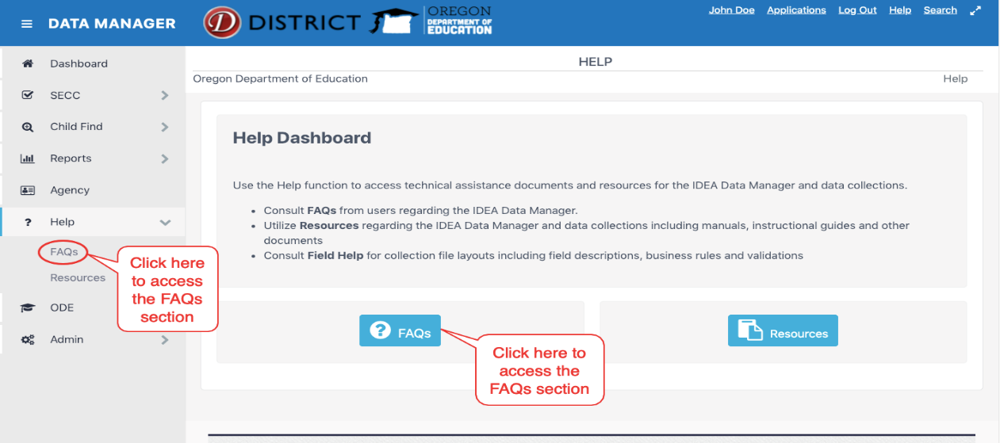 DATA MANAGER
D DISTRICT
OREGON
DEPARTMENT OF
EDUCATION
John Doe Applications Log Out Help Search
Dashboard
SECC
Child Find
Reports
Agency
Help
FAQs
Resources
ODE
Admin
Click here
to access
the FAQs
section
HELP
Oregon Department of Education
Help
Help Dashboard
Use the Help function to access technical assistance documents and resources for the IDEA Data Manager and data collections.
• Consult FAQs from users regarding the IDEA Data Manager.
• Utilize Resources regarding the IDEA Data Manager and data collections including manuals, instructional guides and other
documents
• Consult Field Help for collection file layouts including field descriptions, business rules and validations
? FAQs
Resources
Click here to
access the
FAQs section